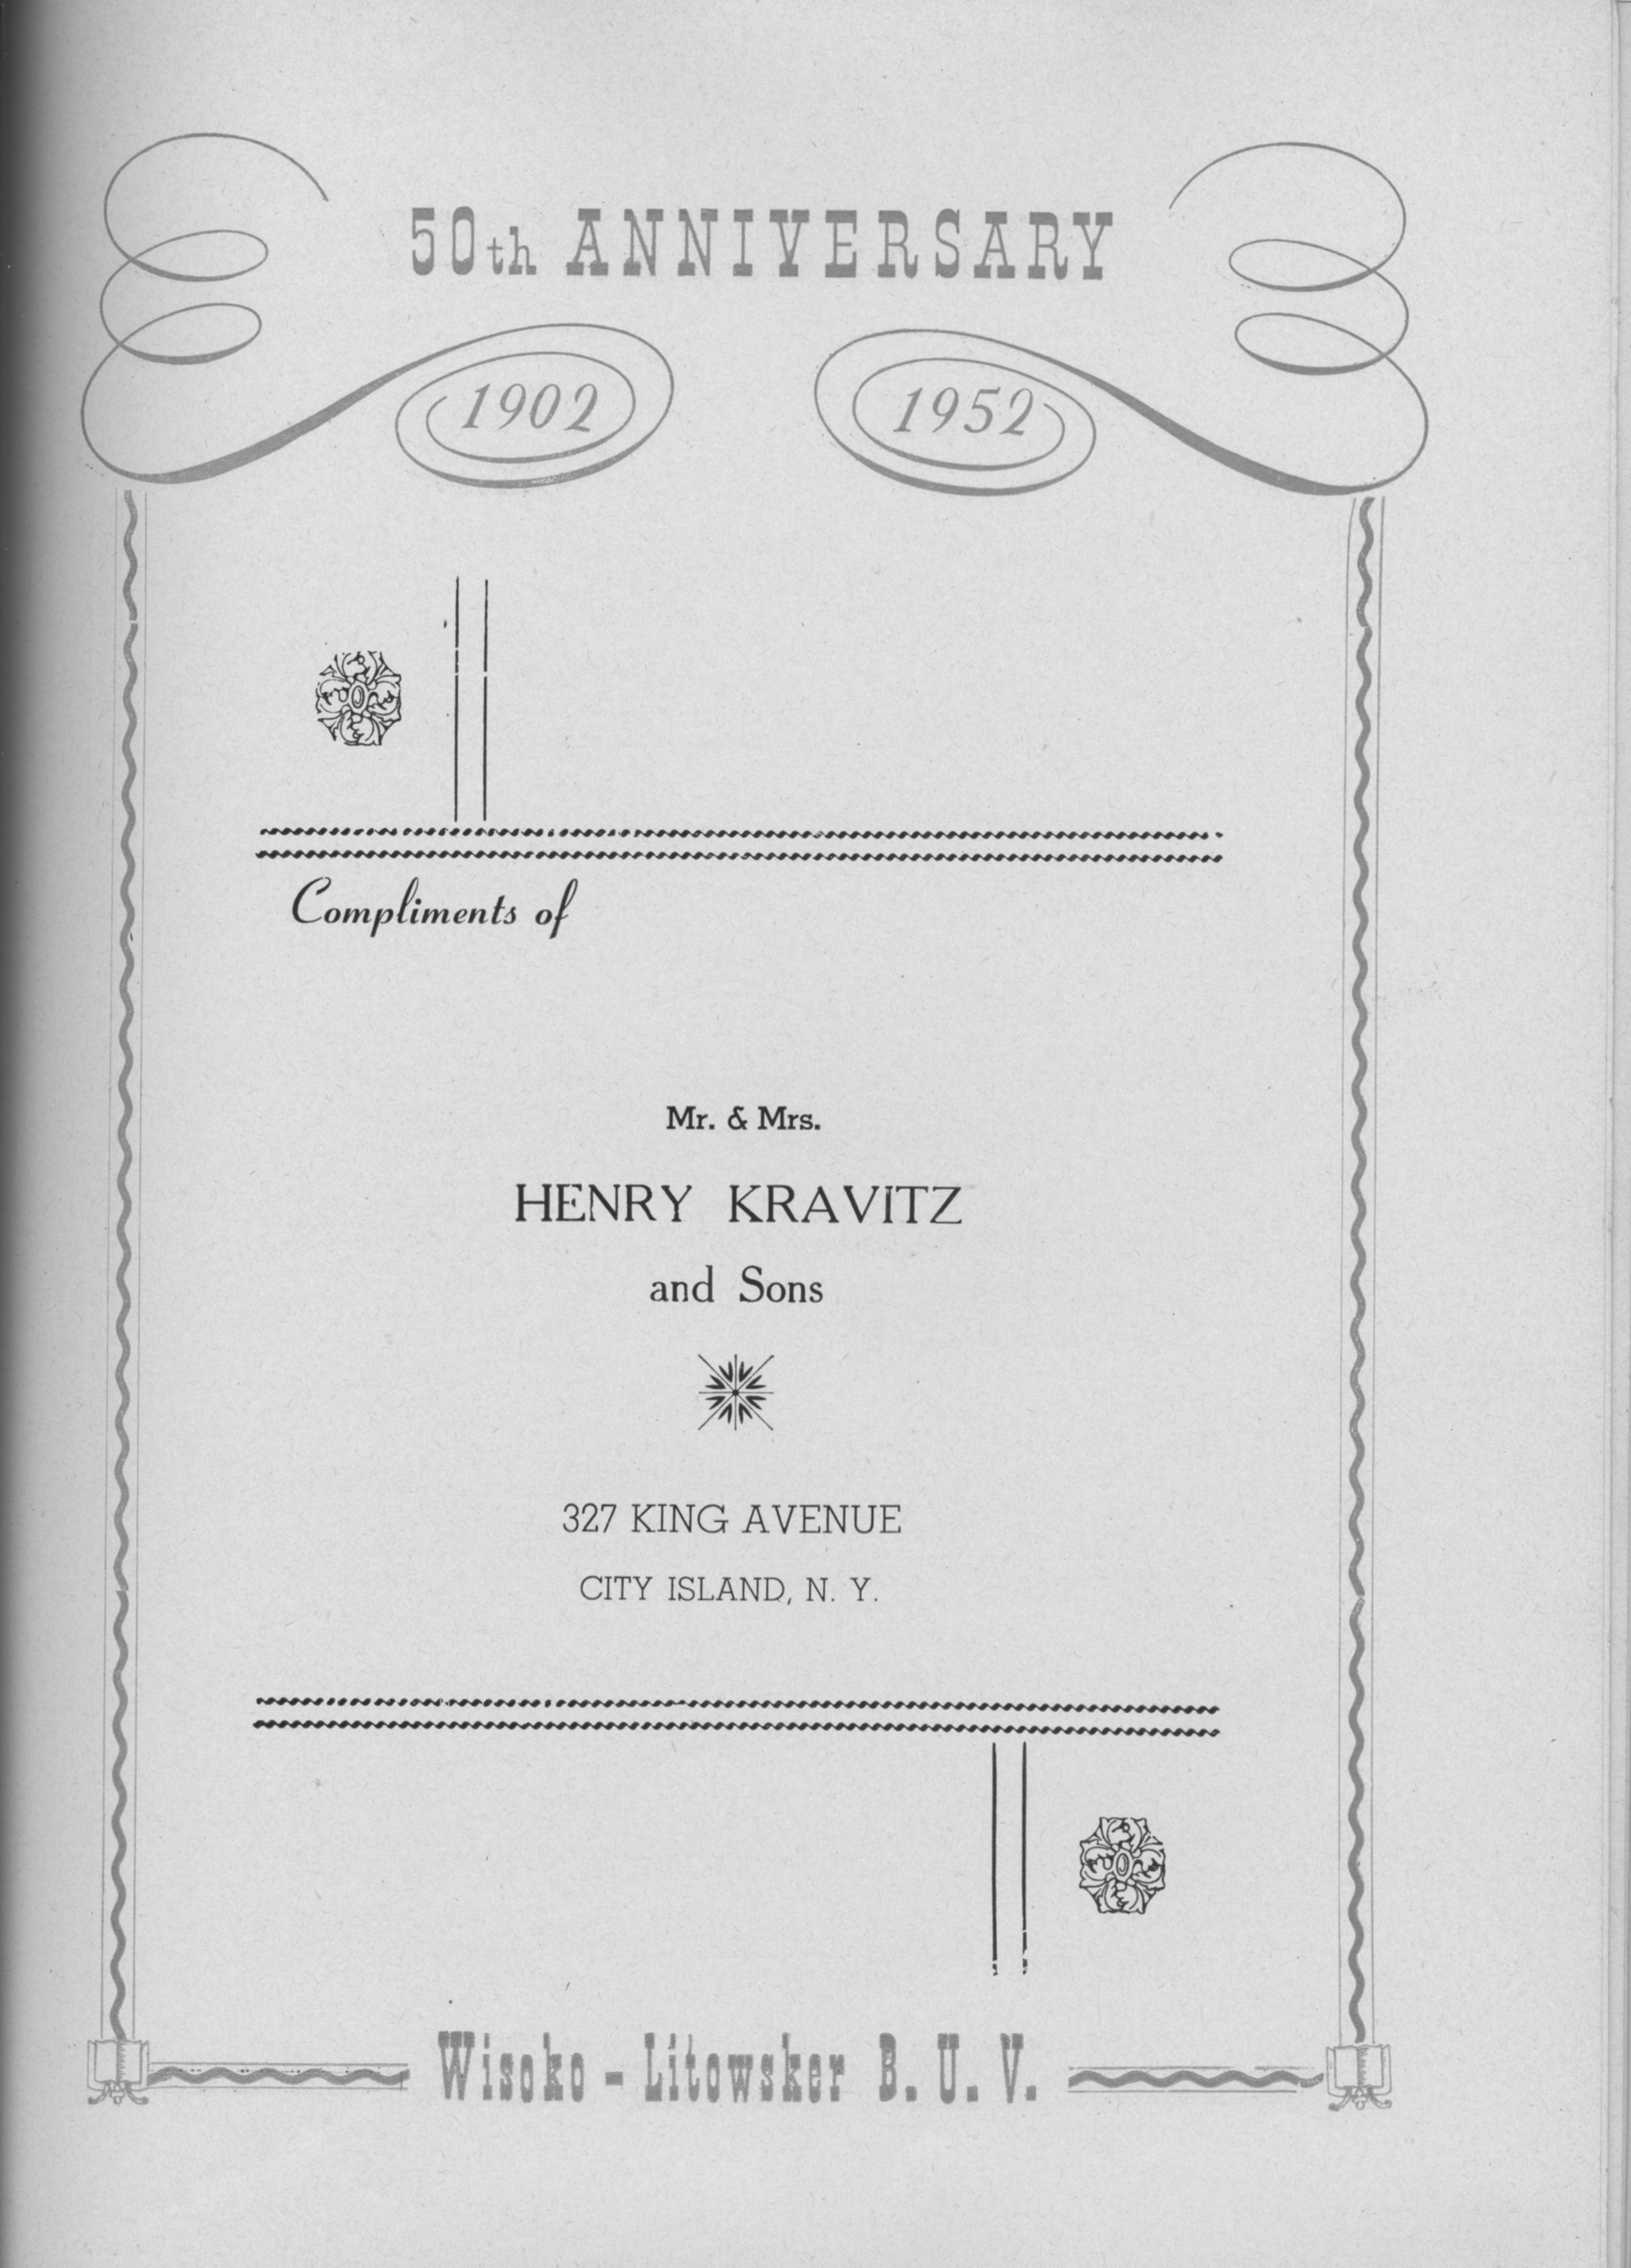 50th ANNIVERSARY
1902 1952
Compliments of
Mr. & Mrs.
HENRY KRAVITZ
and Sons
327 KING AVENUE
CITY ISLAND, N. Y.
Wisoko - Litowsker B. U. V.